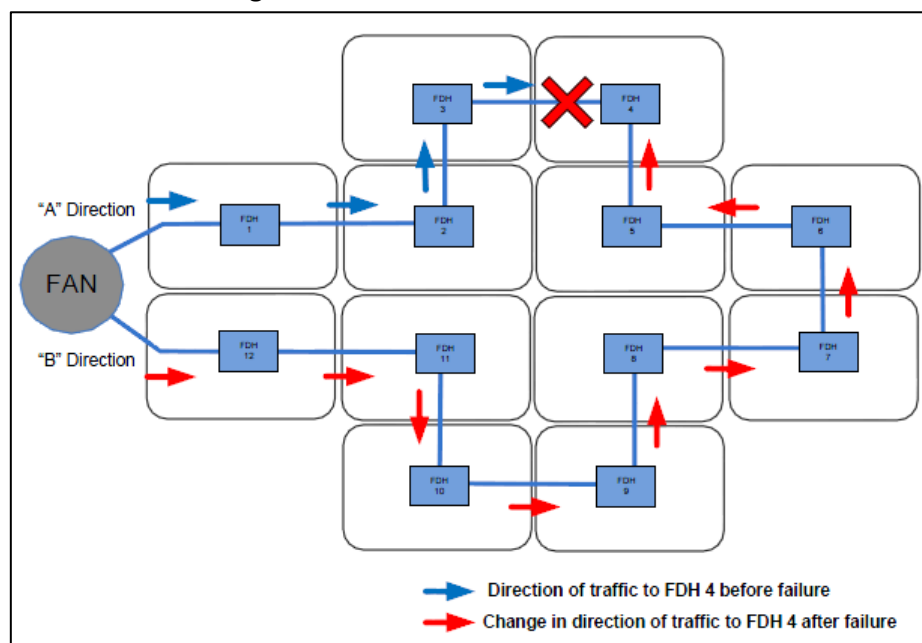 FDH
3
FDH
4
"A" Direction
FDH
1
FDH
2
FDH
5
FDH
6
FAN
"B" Direction
FDH
12
FDH
11
FDH
8
FDH
7
FDH
10
FDH
9
Direction of traffic to FDH 4 before failure
Change in direction of traffic to FDH 4 after failure